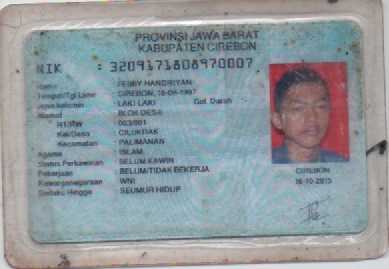 PROVINSI JAWA BARAT
KABUPATEN CIREBON
NIK : 3209171808970007
Nama : FEBBY HANDRIYAN
Tempat/Tgl Lahir : CIREBON, 18-08-1997
Jenis kelamin : LAKI-LAKI Gol. Darah
Alamat : BLOK DESA
RT/RW : 003/001
Kel/Desa : CILUKRAK
Kecamatan : PALIMANAN
Agama : ISLAM
Status Perkawinan : BELUM KAWIN
Pekerjaan : BELUM/TIDAK BEKERJA
Kewarganegaraan : WNI
Berlaku Hingga : SEUMUR HIDUP
CIREBON
16-10-2015